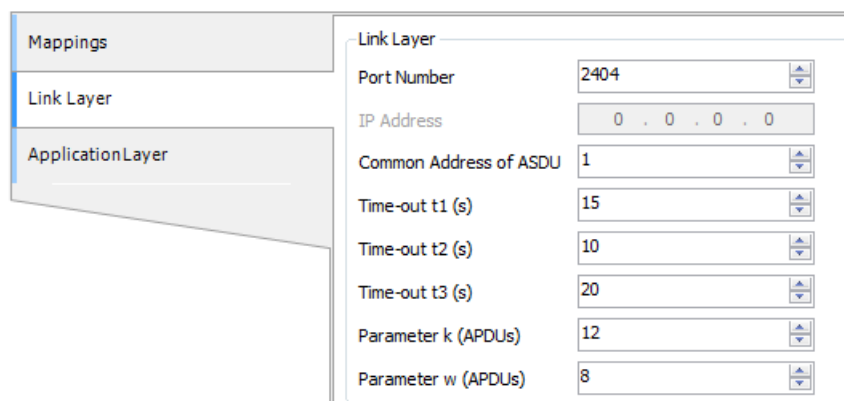 Mappings
Link Layer
ApplicationLayer
Link Layer
Port Number 2404
IP Address 0 . 0 . 0 . 0
Common Address of ASDU 1
Time-out t1 (s) 15
Time-out t2 (s) 10
Time-out t3 (s) 20
Parameter k (APDUs) 12
Parameter w (APDUs) 8